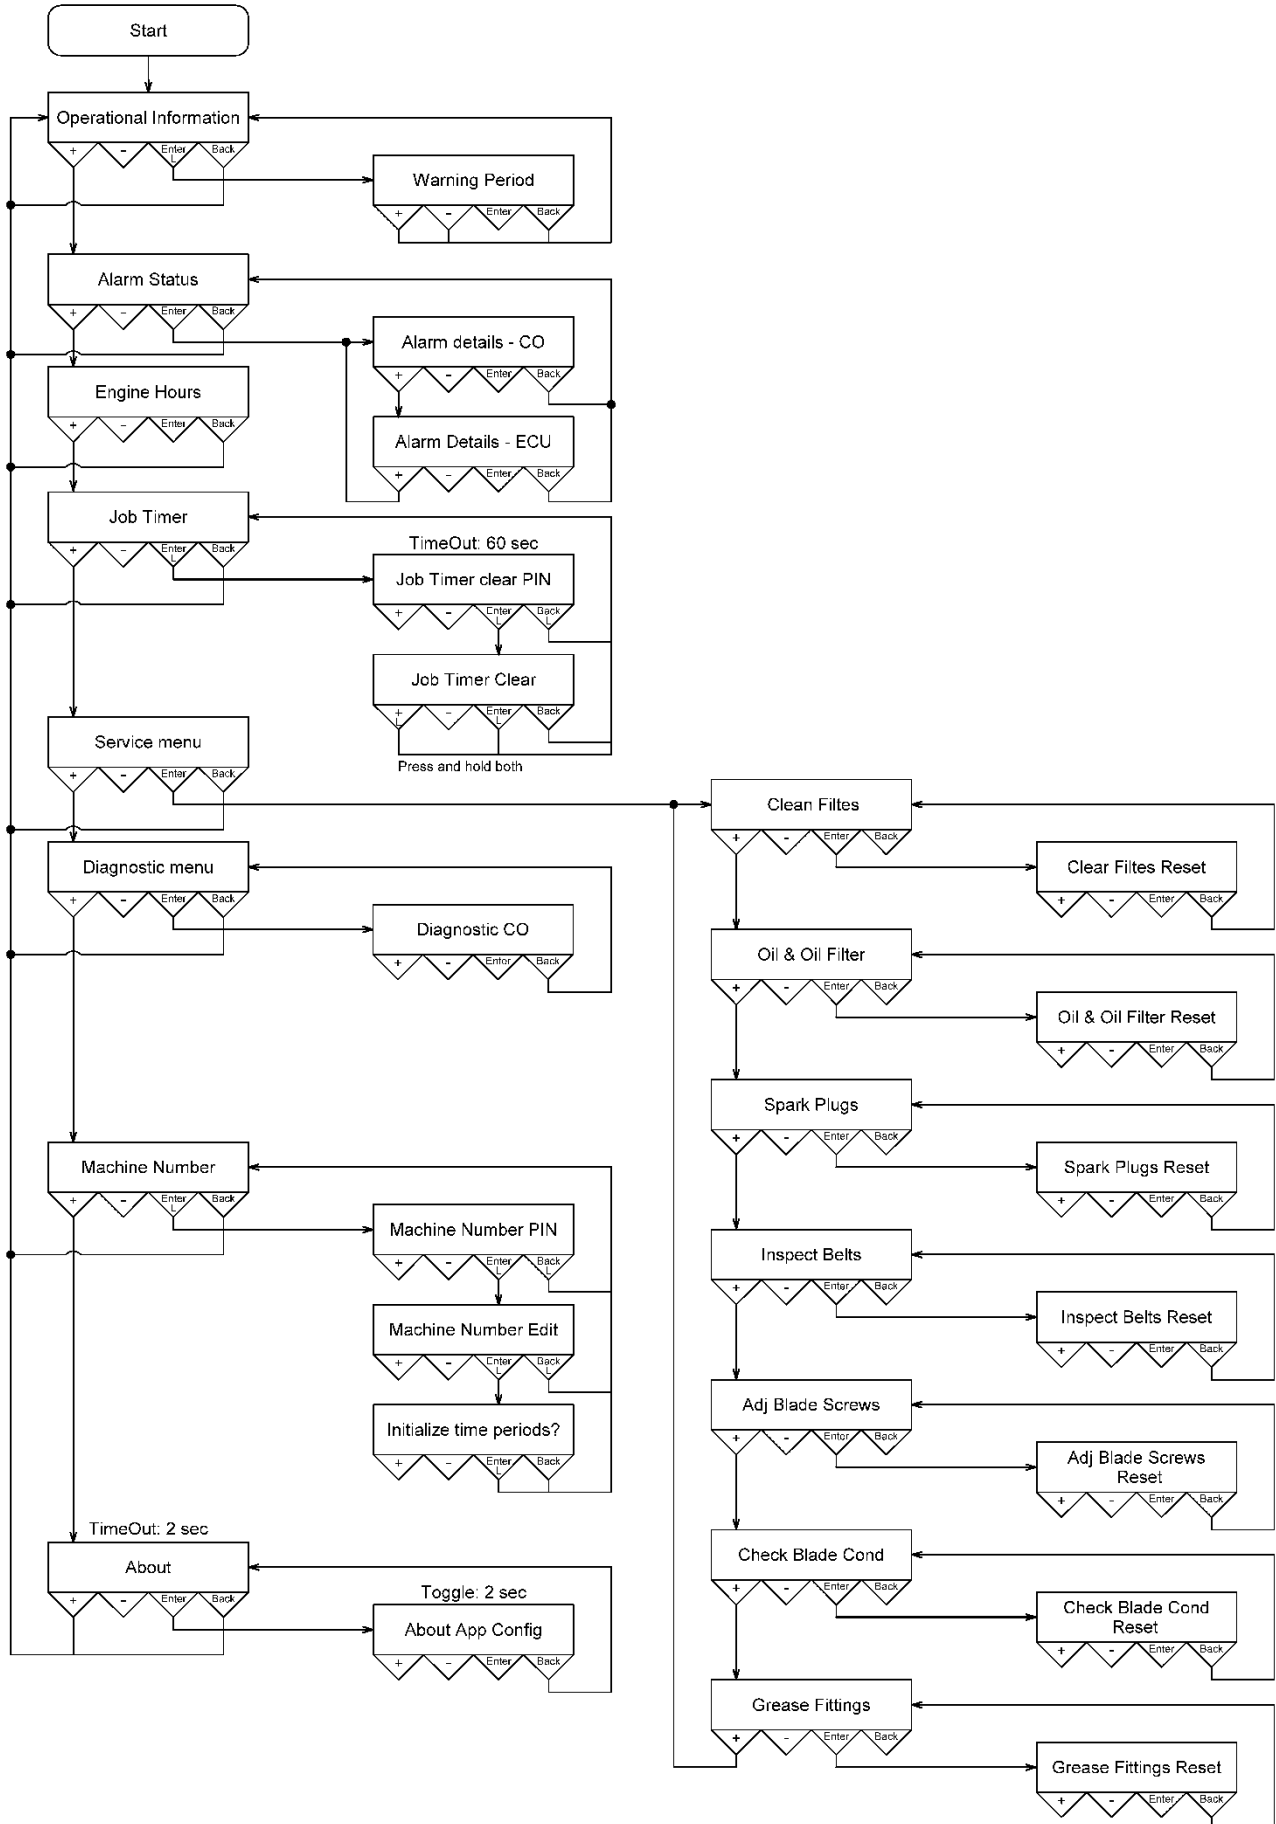 Start
Operational Information
+ - Enter Back
L
Warning Period
+ - Enter Back
Alarm Status
+ - Enter Back
Alarm details - CO
+ - Enter Back
Engine Hours
+ - Enter Back
Alarm Details - ECU
+ - Enter Back
Job Timer
+ - Enter Back
L
TimeOut: 60 sec
Job Timer clear PIN
+ - Enter Back
L L
Job Timer Clear
+ - Enter Back
L L
Press and hold both
Service menu
+ - Enter Back
Clean Filtes
+ - Enter Back
Clear Filtes Reset
+ - Enter Back
Diagnostic menu
+ - Enter Back
Diagnostic CO
+ - Enter Back
Oil & Oil Filter
+ - Enter Back
Oil & Oil Filter Reset
+ - Enter Back
Spark Plugs
+ - Enter Back
Spark Plugs Reset
+ - Enter Back
Machine Number
+ - Enter Back
L
Machine Number PIN
+ - Enter Back
L L
Machine Number Edit
+ - Enter Back
L L
Initialize time periods?
+ - Enter Back
L
Inspect Belts
+ - Enter Back
Inspect Belts Reset
+ - Enter Back
Adj Blade Screws
+ - Enter Back
Adj Blade Screws
Reset
+ - Enter Back
TimeOut: 2 sec
About
+ - Enter Back
Toggle: 2 sec
About App Config
+ - Enter Back
Check Blade Cond
+ - Enter Back
Check Blade Cond
Reset
+ - Enter Back
Grease Fittings
+ - Enter Back
Grease Fittings Reset
+ - Enter Back